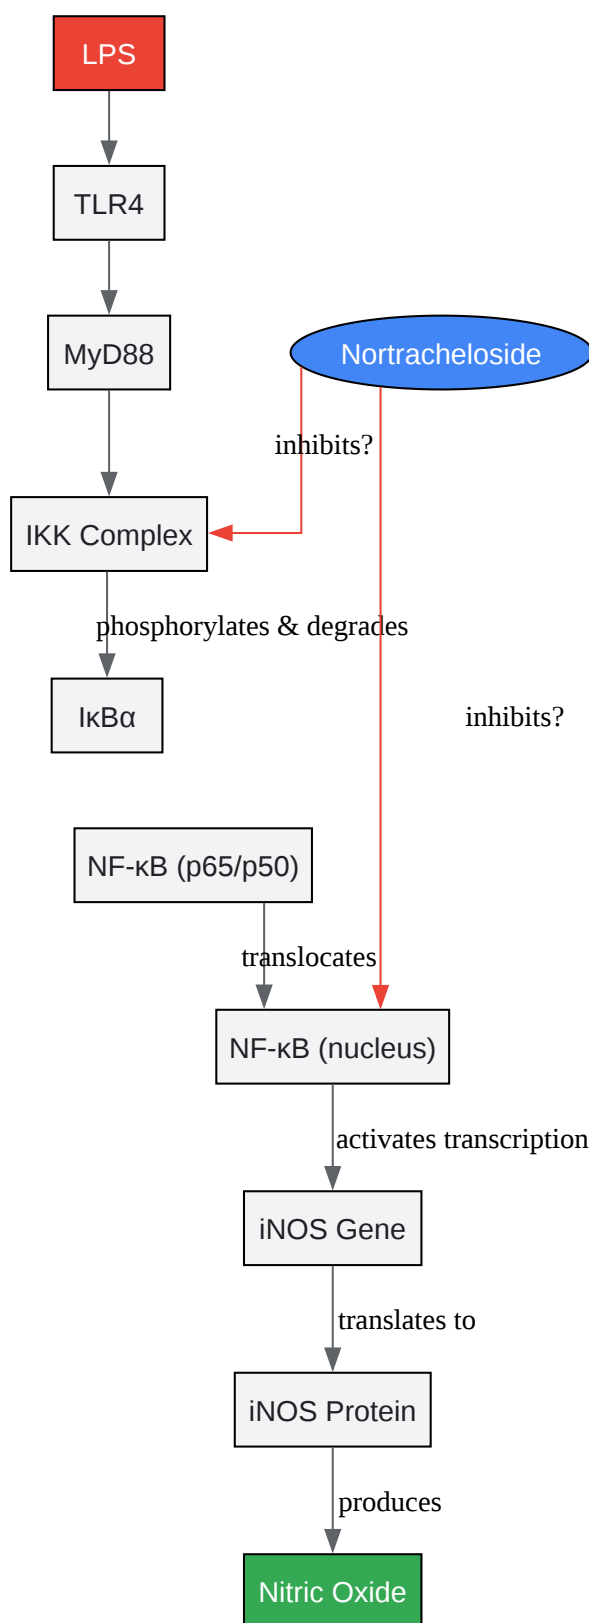 LPS
TLR4
MyD88
Nortracheloside
inhibits?
IKK Complex
phosphorylates & degrades
IκBα
inhibits?
NF-κB (p65/p50)
translocates
NF-κB (nucleus)
activates transcription
iNOS Gene
translates to
iNOS Protein
produces
Nitric Oxide